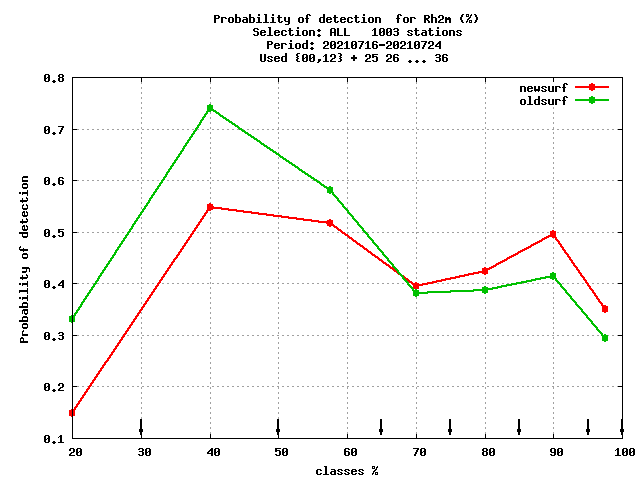 Probability of detection  for Rh2m (%)
Selection: ALL   1003 stations
Period: 20210716-20210724
Used {00,12} + 25 26 ... 36
newsurf
oldsurf
Probability of detection
0.8
0.7
0.6
0.5
0.4
0.3
0.2
0.1
20 30 40 50 60 70 80 90 100
classes %